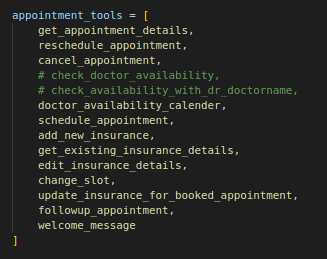 appointment_tools = [
    get_appointment_details,
    reschedule_appointment,
    cancel_appointment,
    # check_doctor_availability,
    # check_availability_with_dr_doctorname,
    doctor_availability_calender,
    schedule_appointment,
    add_new_insurance,
    get_existing_insurance_details,
    edit_insurance_details,
    change_slot,
    update_insurance_for_booked_appointment,
    followup_appointment,
    welcome_message
]